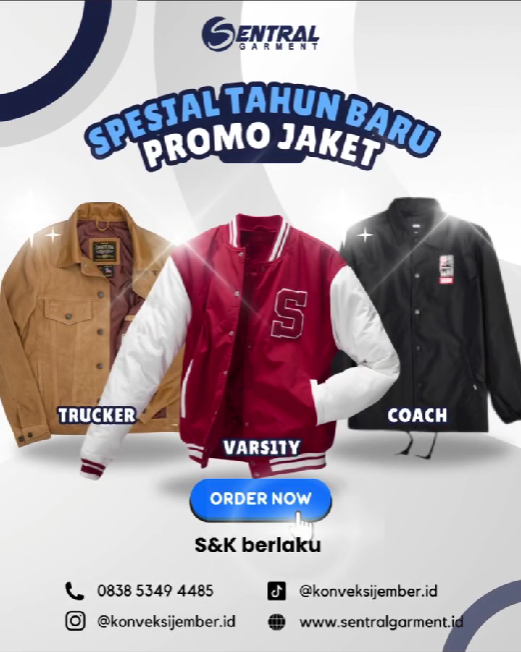 SENTRAL
GARMENT
SPESIAL TAHUN BARU
PROMO JAKET
S
TRUCKER
COACH
VARSITY
ORDER NOW
S&K berlaku
0838 5349 4485
@konveksijember.id
@konveksijember.id
www.sentralgarment.id